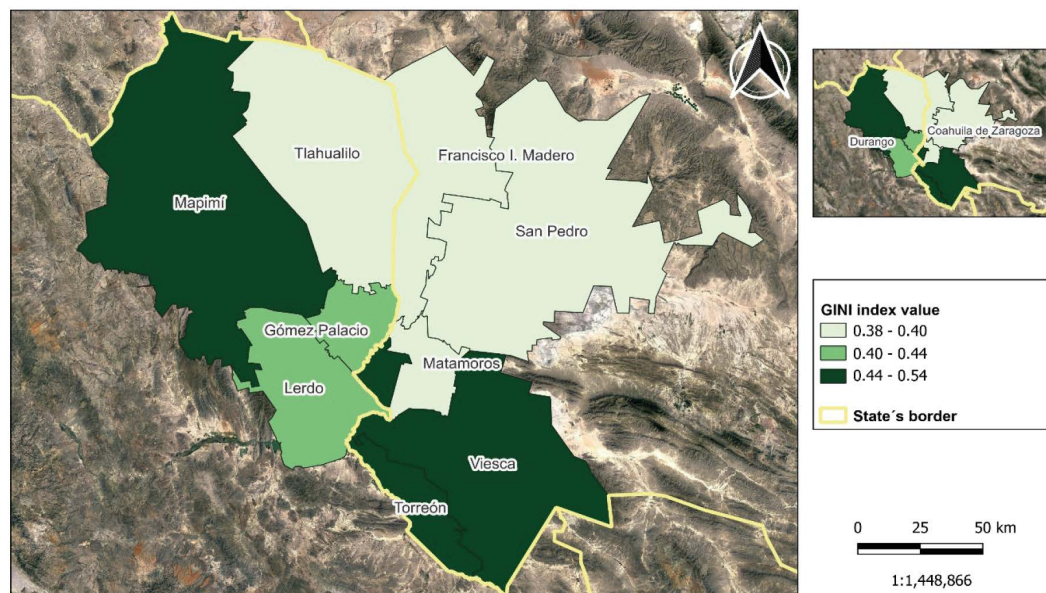 Tlahualilo
Francisco I. Madero
Mapimí
San Pedro
Gómez Palacio
Matamoros
Lerdo
Viesca
Torreón
Coahuila de Zaragoza
Durango
GINI index value
0.38 - 0.40
0.40 - 0.44
0.44 - 0.54
State´s border
0 25 50 km
1:1,448,866